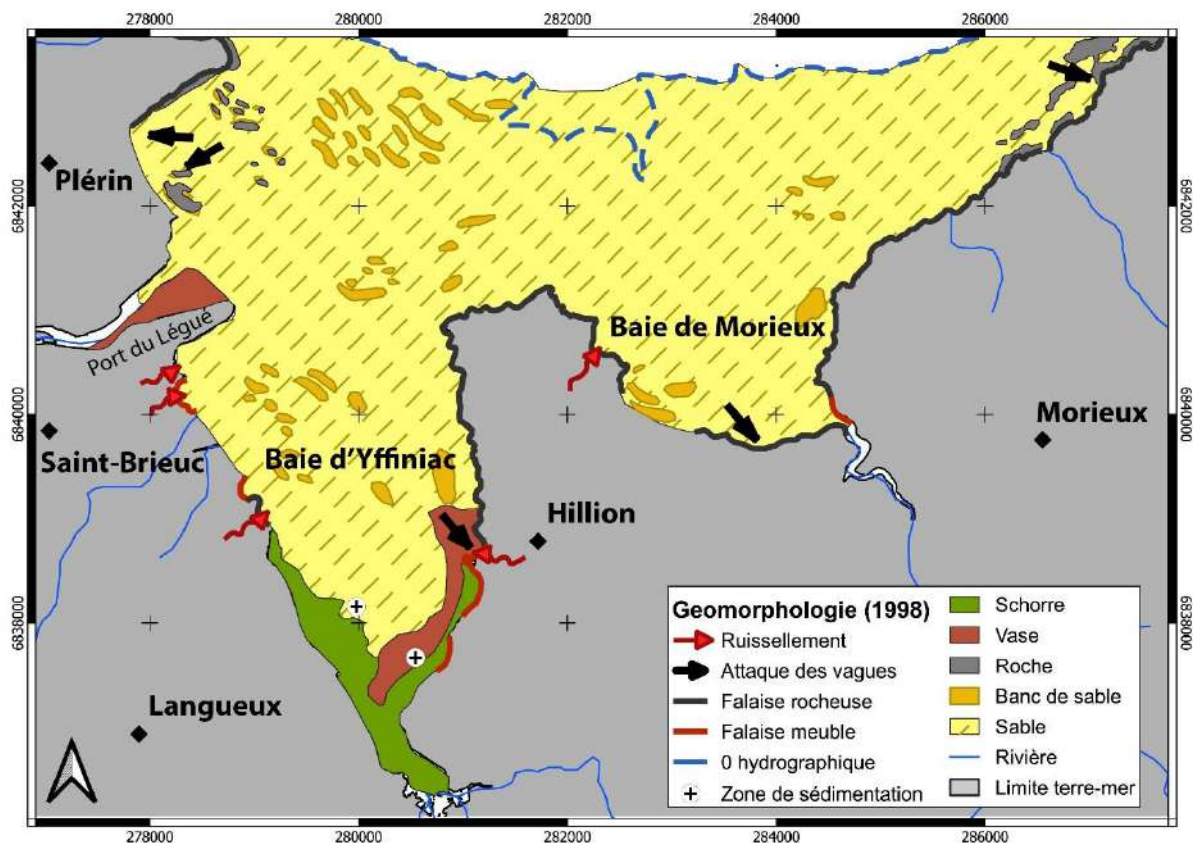 278000 280000 282000 284000 286000
6842000 6842000
Plérin
Port du Légué
Baie de Morieux
6840000 6840000
Morieux
Saint-Brieuc
Baie d'Yffiniac
Hillion
6838000 6838000
Langueux
Geomorphologie (1998)
Ruissellement
Attaque des vagues
Falaise rocheuse
Falaise meuble
0 hydrographique
Zone de sédimentation
Schorre
Vase
Roche
Banc de sable
Sable
Rivière
Limite terre-mer
278000 280000 282000 284000 286000